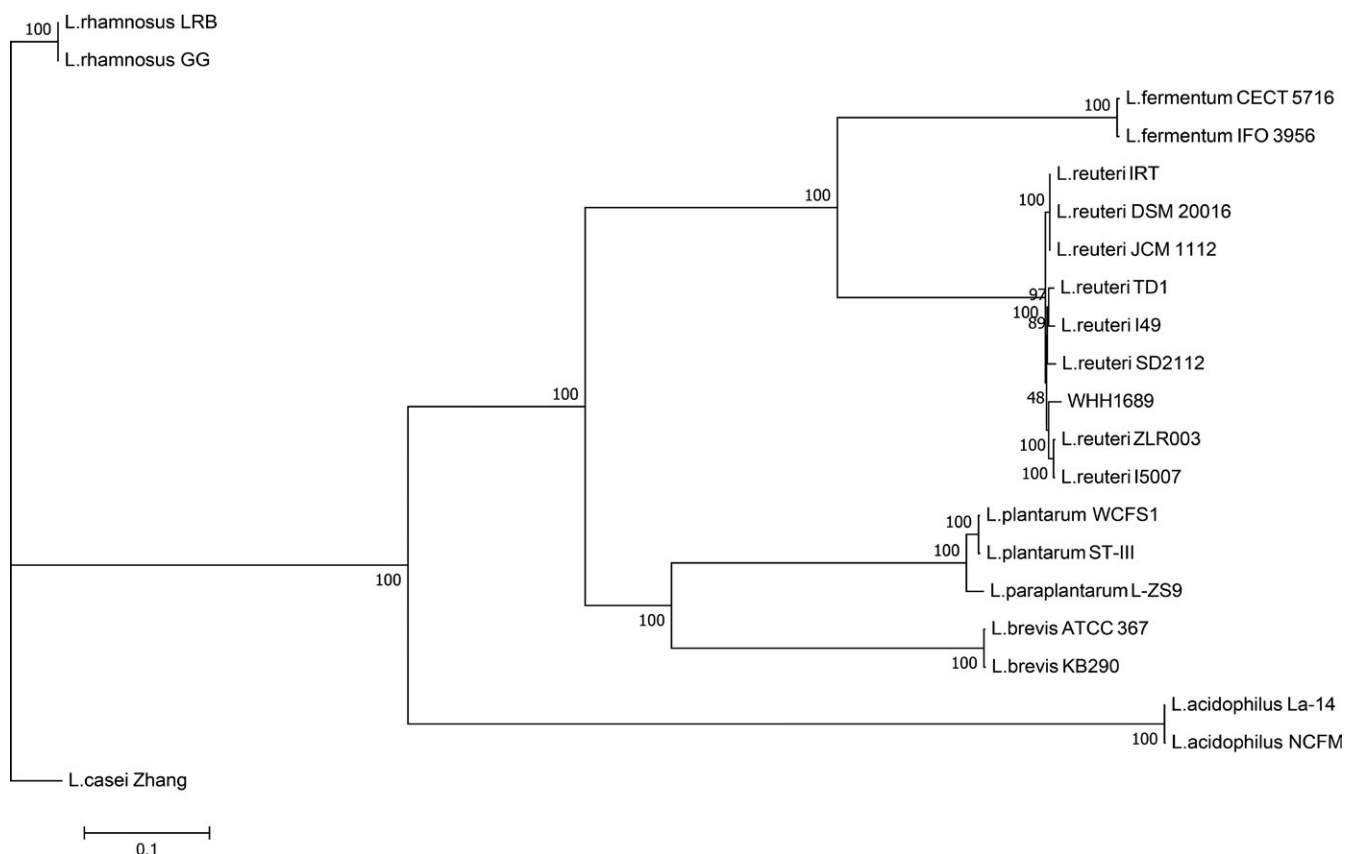 100
L.rhamnosus LRB
L.rhamnosus GG
100
L.fermentum CECT 5716
L.fermentum IFO 3956
100
100
L.reuteri IRT
L.reuteri DSM 20016
L.reuteri JCM 1112
97
100
89
L.reuteri TD1
L.reuteri I49
L.reuteri SD2112
100
48
WHH1689
100
L.reuteri ZLR003
100
L.reuteri I5007
100
L.plantarum WCFS1
100
L.plantarum ST-III
L.paraplantarum L-ZS9
100
100
L.brevis ATCC 367
100
L.brevis KB290
L.acidophilus La-14
100
L.acidophilus NCFM
L.casei Zhang
0.1